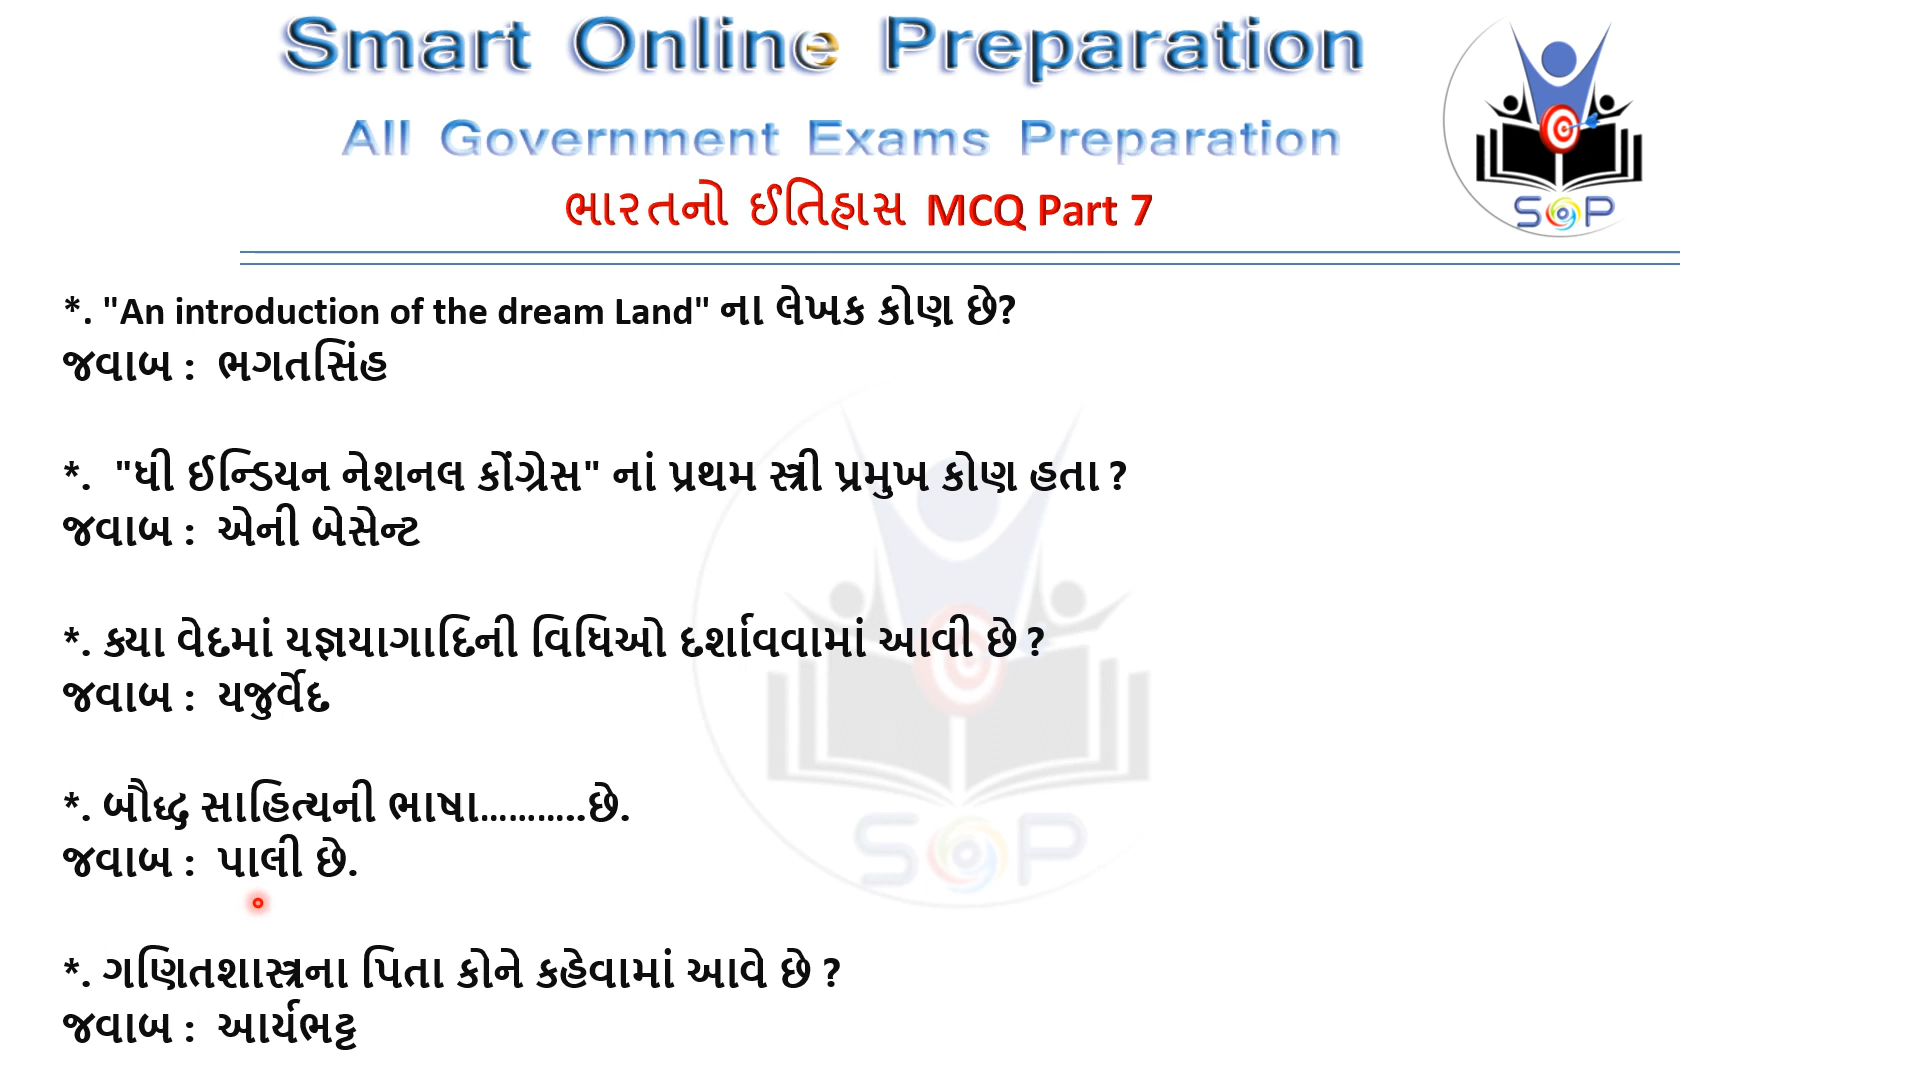 Smart Online Preparation
All Government Exams Preparation
ભારતનો ઈતિહાસ MCQ Part 7
SOP
*. "An introduction of the dream Land" ના લેખક કોણ છે?
જવાબ : ભગતસિંહ
*. "ધી ઈન્ડિયન નેશનલ કોંગ્રેસ" નાં પ્રથમ સ્ત્રી પ્રમુખ કોણ હતા ?
જવાબ : એની બેસેન્ટ
*. ક્યા વેદમાં યજ્ઞયાગાદિની વિધિઓ દર્શાવવામાં આવી છે ?
જવાબ : યજુર્વેદ
*. બૌદ્ધ સાહિત્યની ભાષા...........છે.
જવાબ : પાલી છે.
SOP
*. ગણિતશાસ્ત્રના પિતા કોને કહેવામાં આવે છે ?
જવાબ : આર્યભટ્ટ